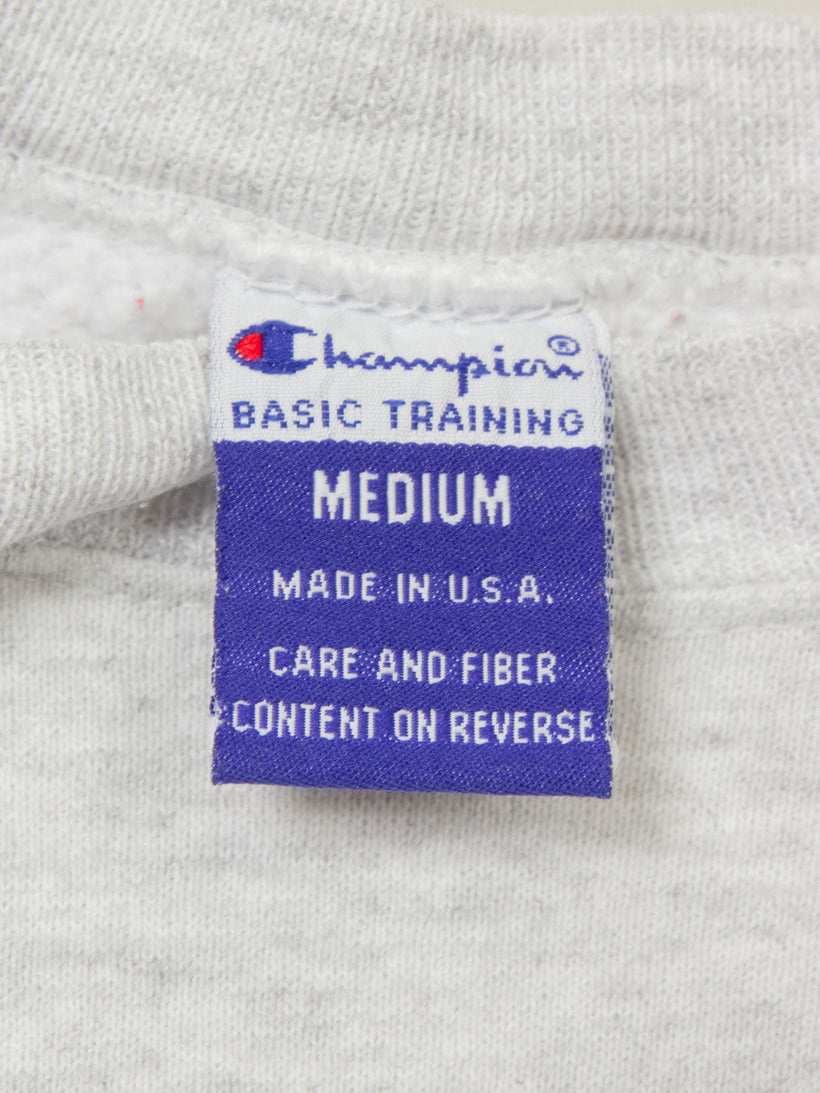 Champion®
BASIC TRAINING
MEDIUM
MADE IN U.S.A.
CARE AND FIBER
CONTENT ON REVERSE